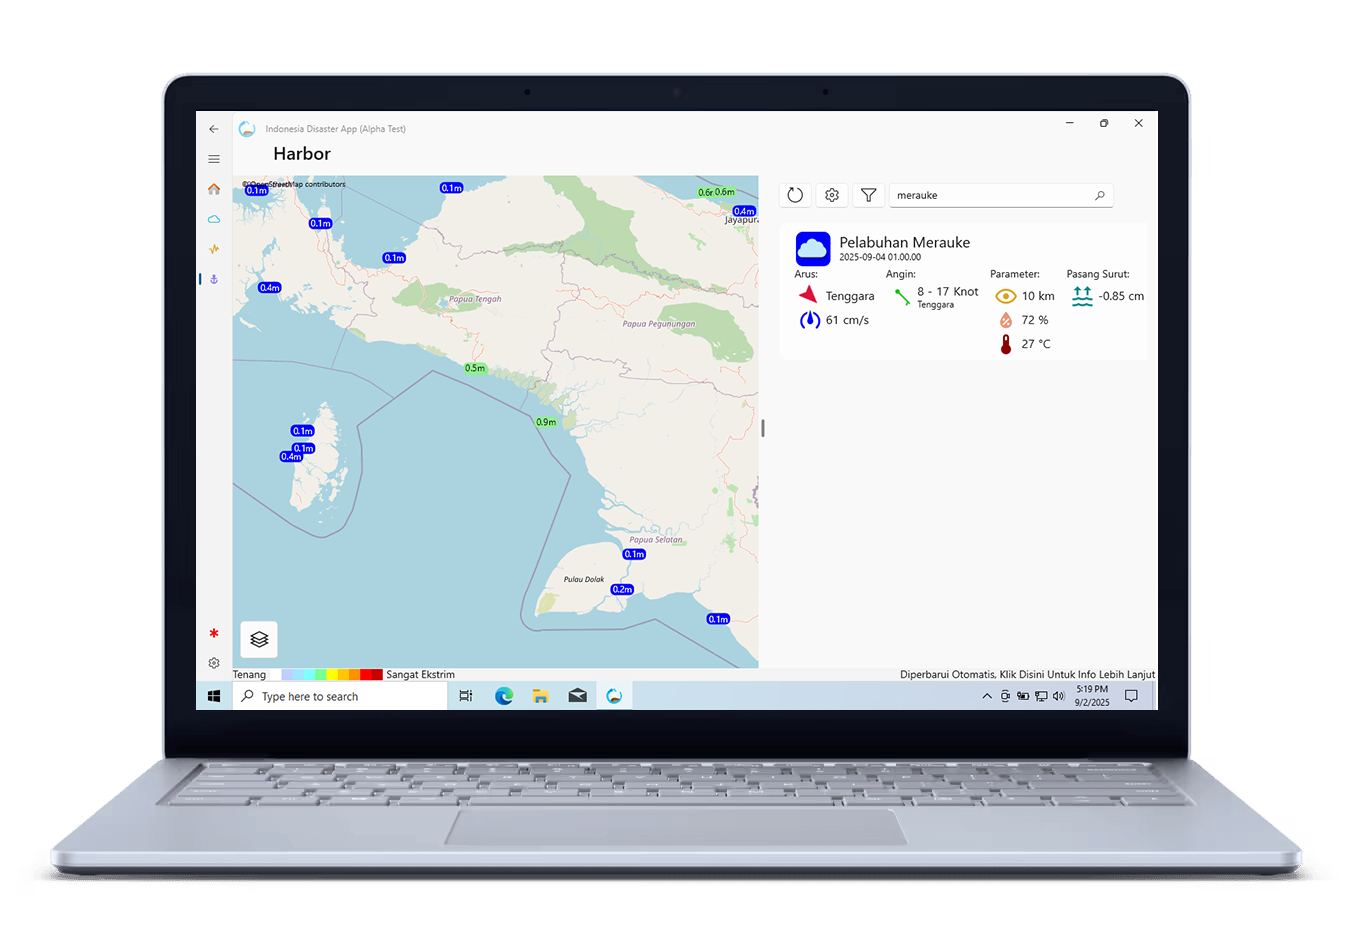 Indonesia Disaster App (Alpha Test)
Harbor
contributors
0.1m
0.1m
0.6m
0.4m
Jayapura
0.1m
0.1m
0.4m
Papua Tengah
Papua Pegunungan
0.5m
0.9m
0.1m
0.1m
0.4m
Papua Selatan
0.1m
Pulau Dolak
0.2m
0.1m
merauke
Pelabuhan Merauke
2025-09-04 01.00.00
Arus: Angin: Parameter: Pasang Surut:
Tenggara 8 - 17 Knot 10 km -0.85 cm
Tenggara
61 cm/s 72 %
27 °C
Tenang Sangat Ekstrim Diperbarui Otomatis, Klik Disini Untuk Info Lebih Lanjut
Type here to search
5:19 PM
9/2/2025